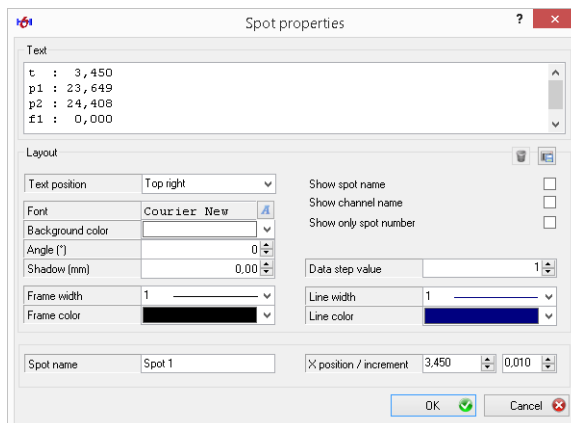 Spot properties ?
Text
t  :  3,450
p1 : 23,649
p2 : 24,408
f1 :  0,000
Layout
Text position Top right
Show spot name
Show channel name
Font Courier New A
Show only spot number
Background color
Angle (°) 0
Shadow (mm) 0,00
Data step value 1
Frame width 1
Line width 1
Frame color
Line color
Spot name Spot 1
X position / increment 3,450 0,010
OK
Cancel